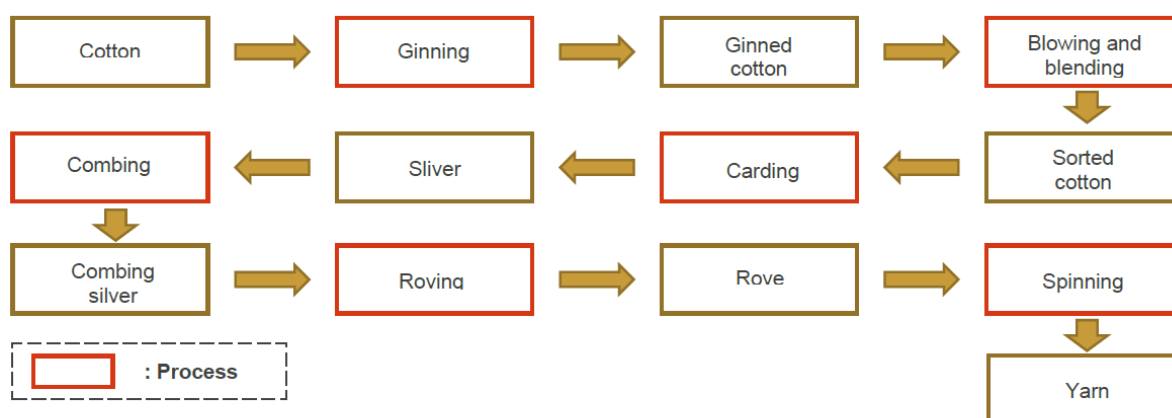 Cotton
Ginning
Ginned
cotton
Blowing and
blending
Combing
Sliver
Carding
Sorted
cotton
Combing
silver
Roving
Rove
Spinning
: Process
Yarn